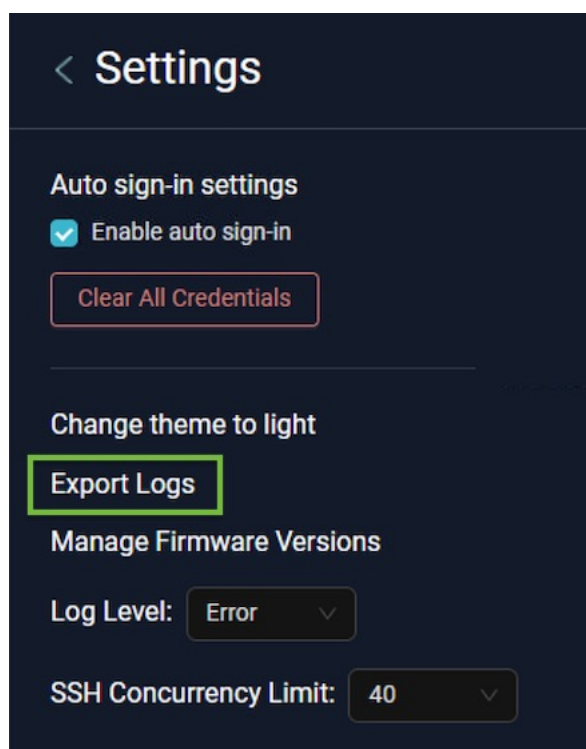 < Settings
Auto sign-in settings
Enable auto sign-in
Clear All Credentials
Change theme to light
Export Logs
Manage Firmware Versions
Log Level: Error
SSH Concurrency Limit: 40